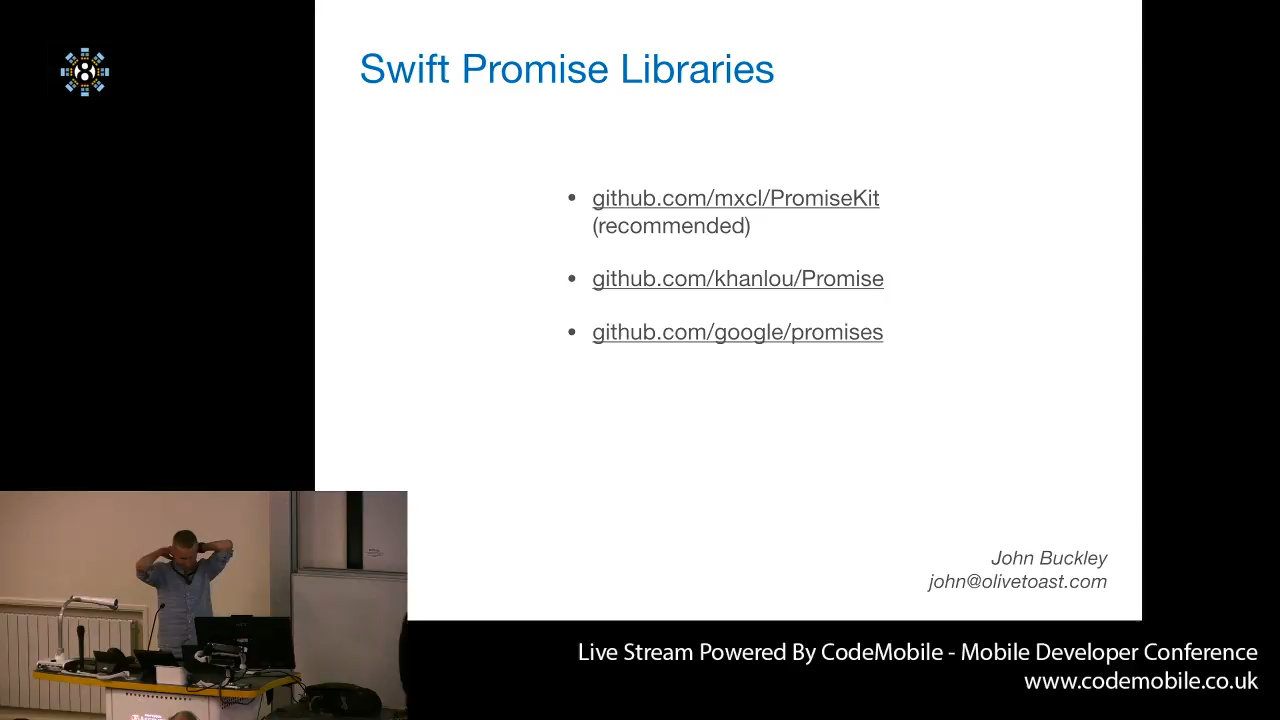 Swift Promise Libraries
• github.com/mxcl/PromiseKit
(recommended)
• github.com/khanlou/Promise
• github.com/google/promises
John Buckley
john@olivetoast.com
Live Stream Powered By CodeMobile - Mobile Developer Conference
www.codemobile.co.uk